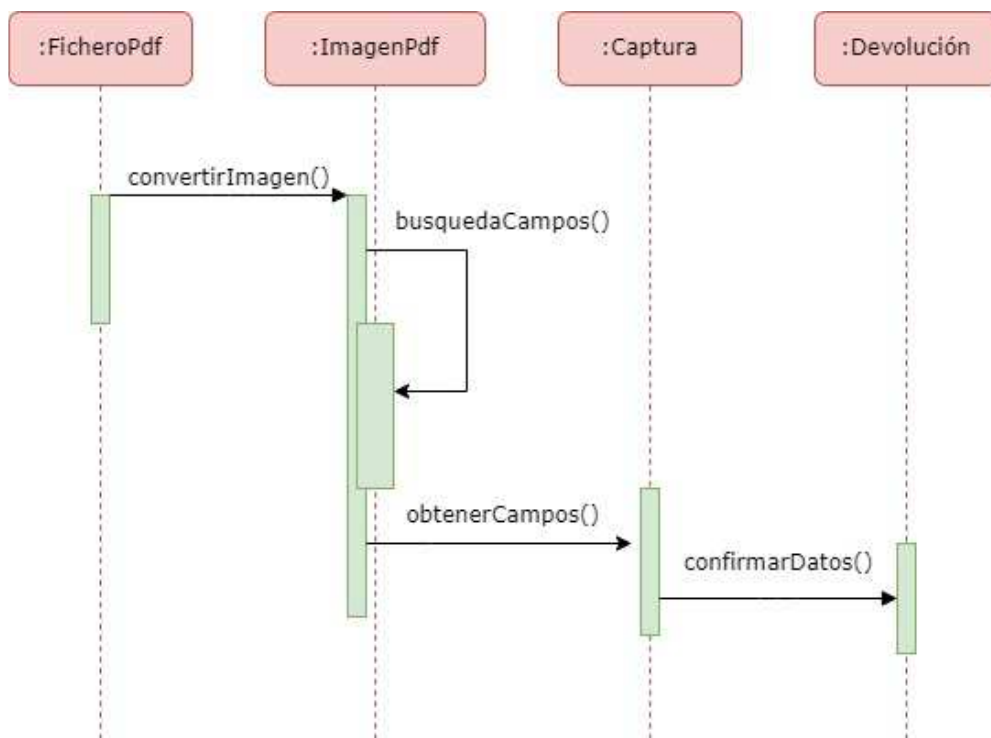 :FicheroPdf
:ImagenPdf
:Captura
:Devolución
convertirImagen()
busquedaCampos()
obtenerCampos()
confirmarDatos()